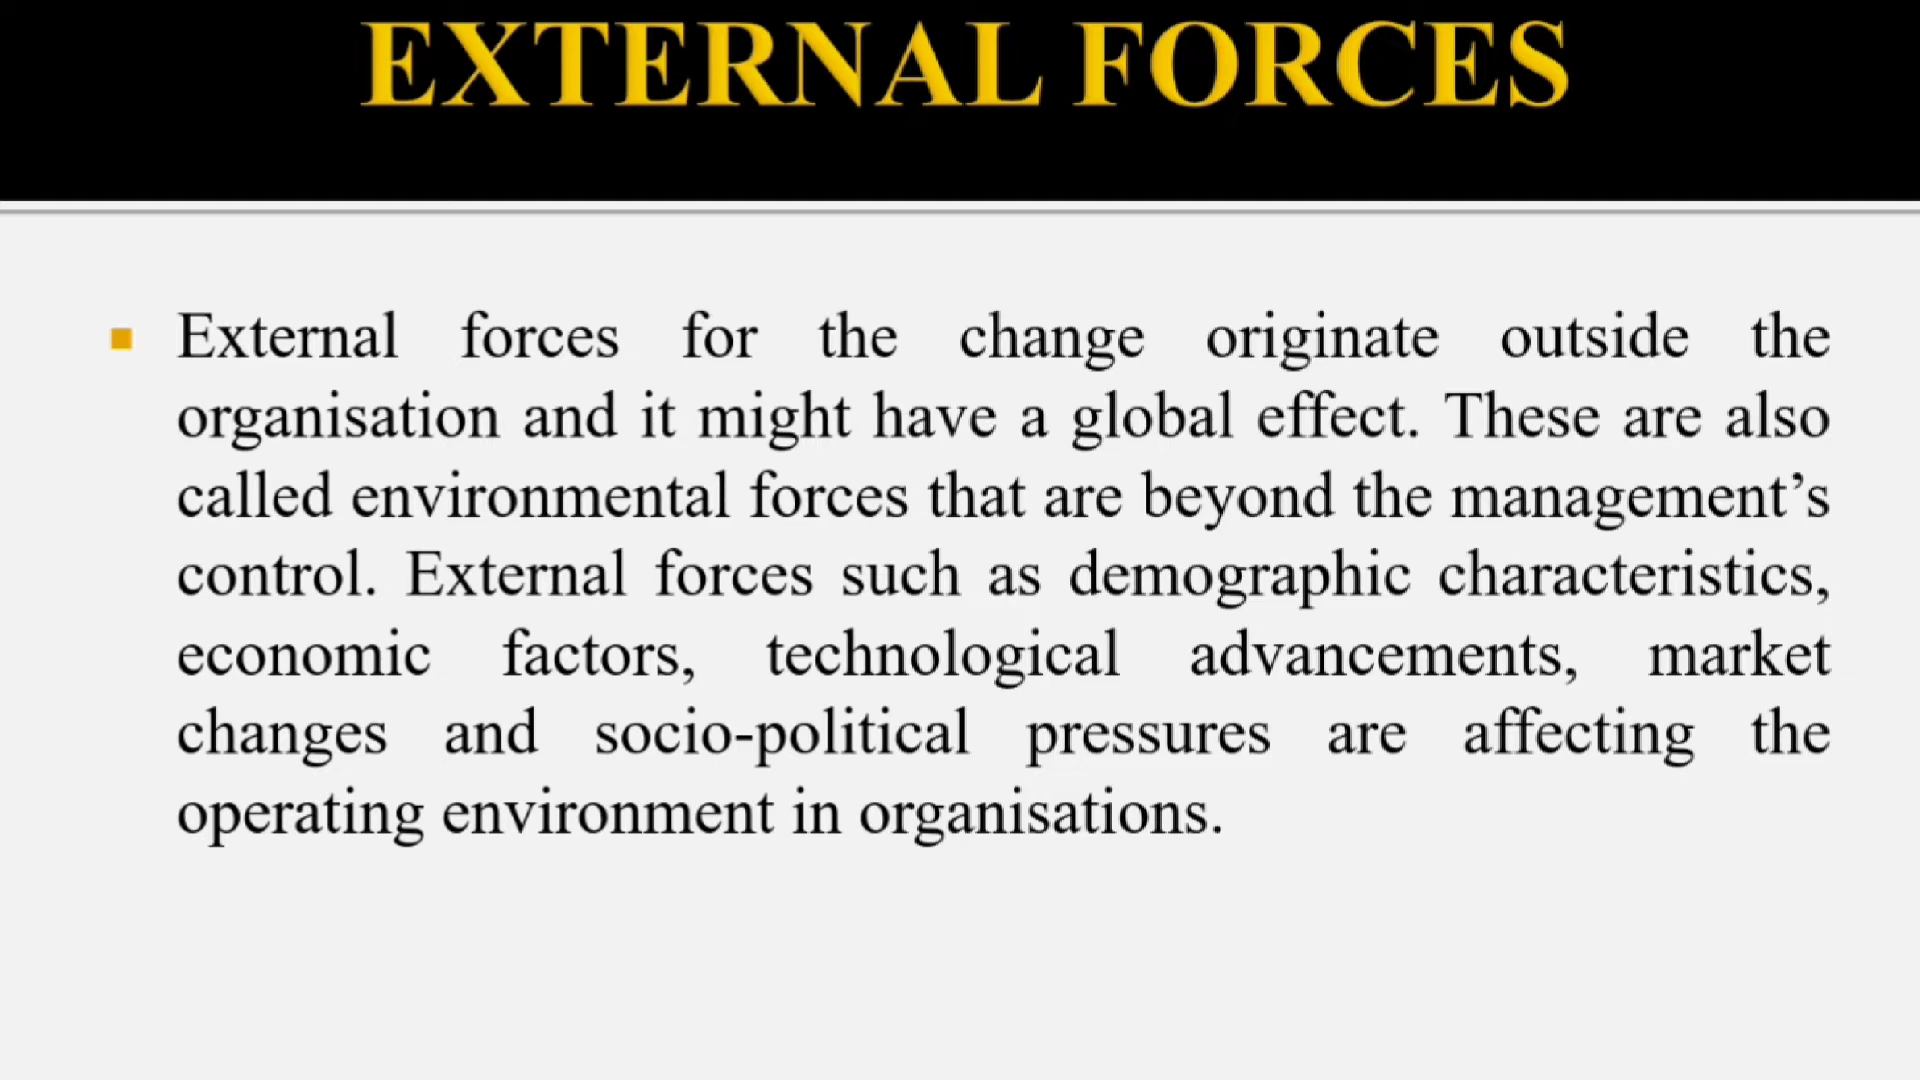 EXTERNAL FORCES
External forces for the change originate outside the
organisation and it might have a global effect. These are also
called environmental forces that are beyond the management’s
control. External forces such as demographic characteristics,
economic factors, technological advancements, market
changes and socio-political pressures are affecting the
operating environment in organisations.